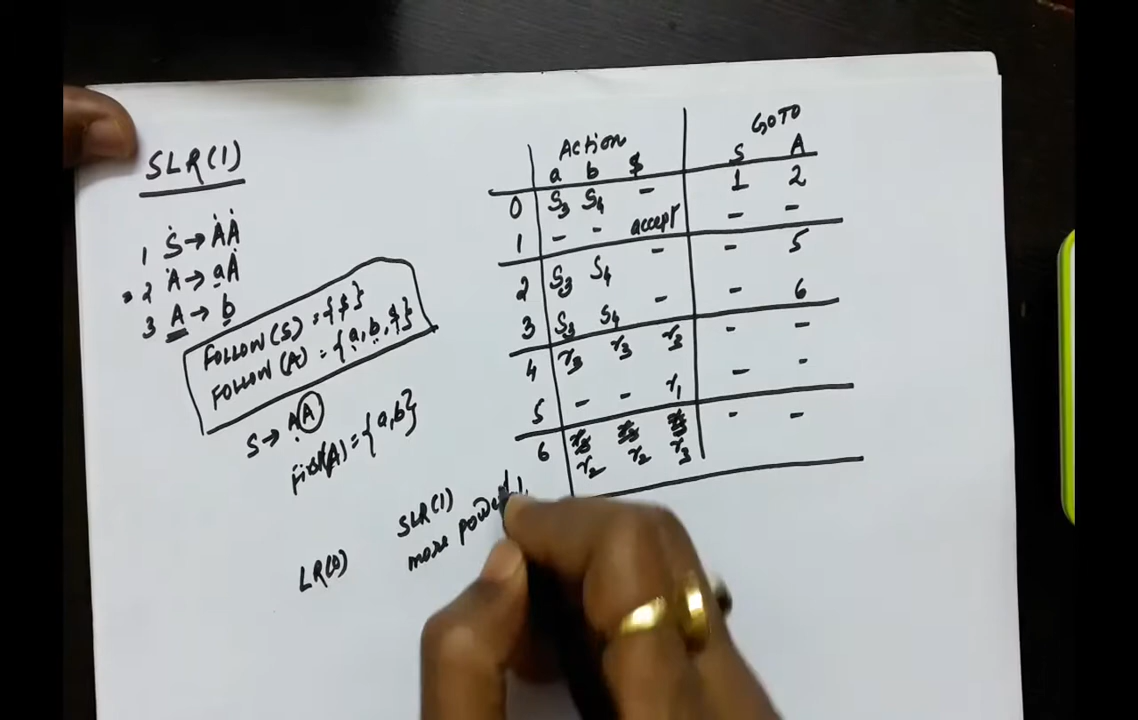 SLR(1)
1 S → AA
2 A → aA
3 A → b
FOLLOW(S) = {$}
FOLLOW(A) = {a, b, $}
S → AA
first(A) = {a, b}
SLR(1)
more powerful
LR(0)
Action GOTO
a b $ S A
0 S3 S4 - 1 2
1 - - accept - -
2 S3 S4 - - 5
3 S3 S4 - - 6
4 r3 r3 r3 - -
5 - - r1 - -
6 - -
r2 r2 r3